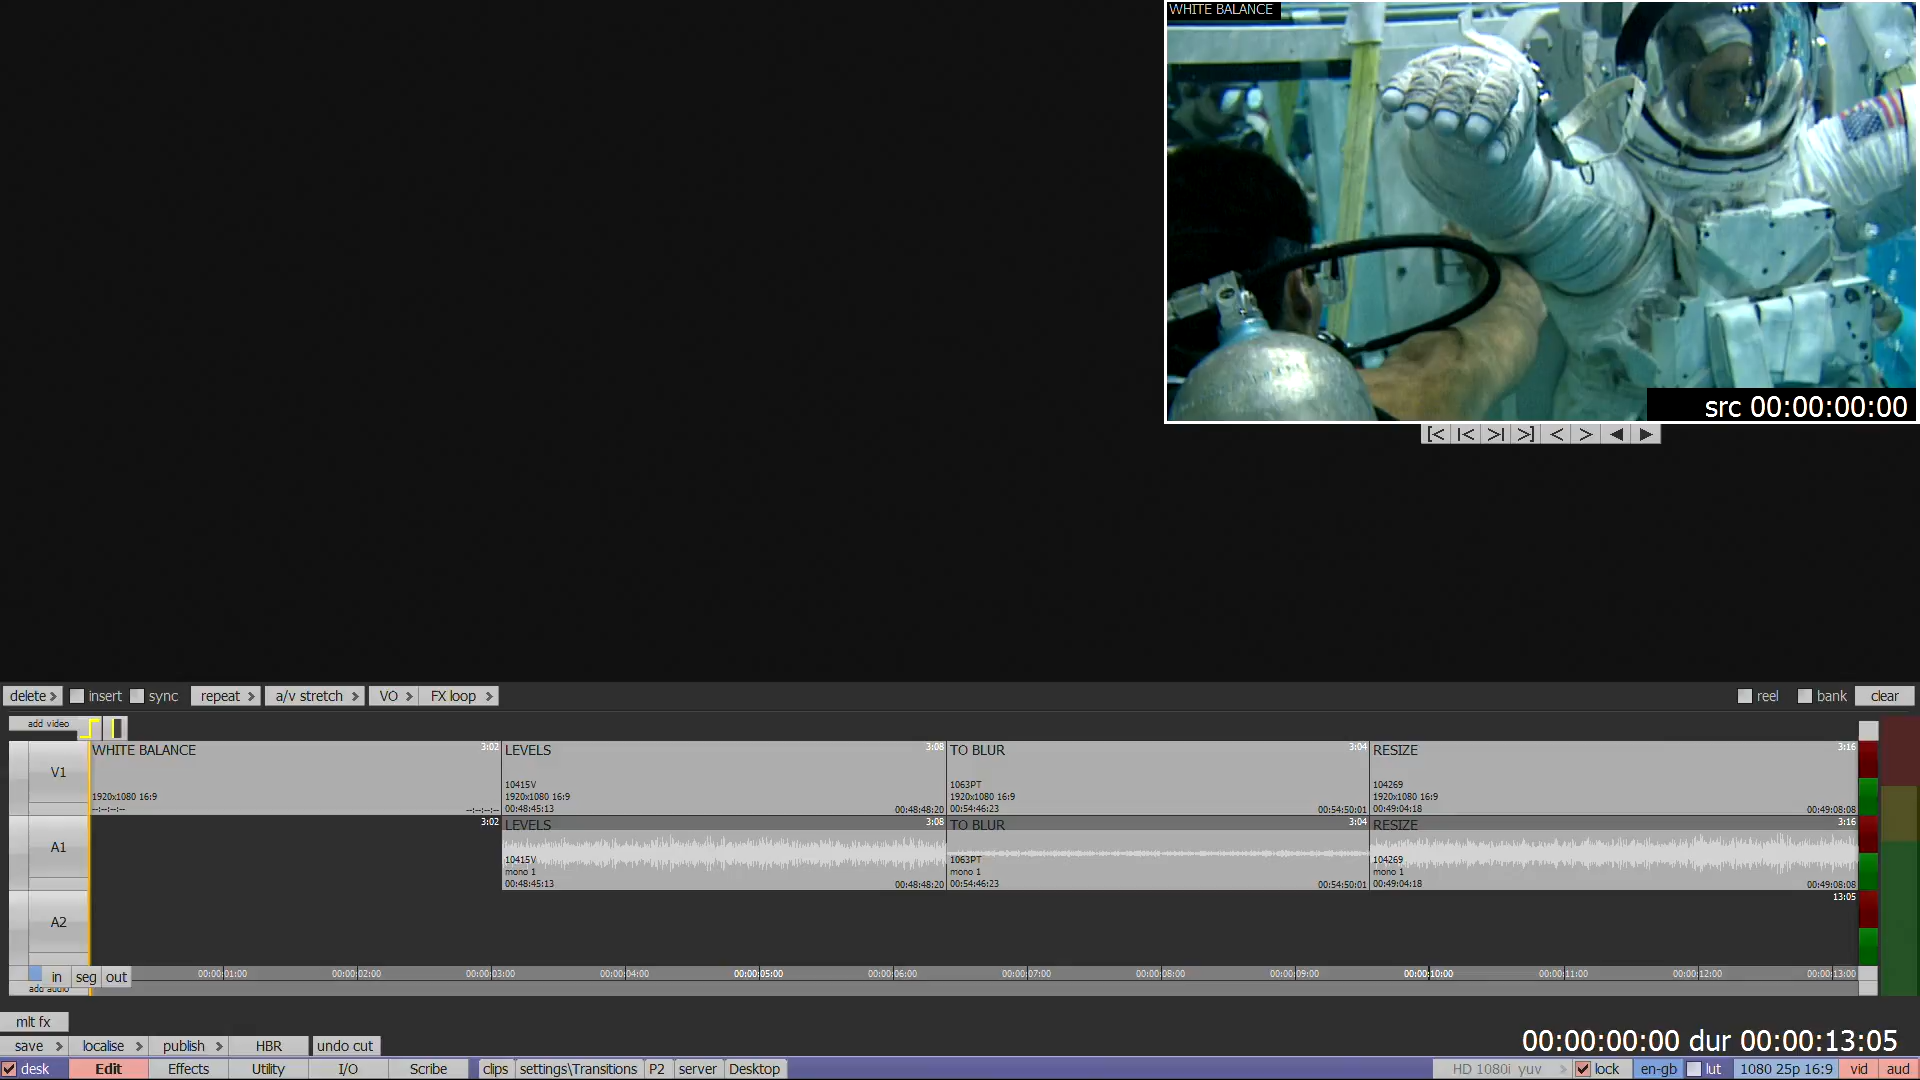 WHITE BALANCE
src 00:00:00:00
[< |< >| >] < > ◀ ▶
delete > insert sync repeat > a/v stretch > VO > FX loop > reel bank clear
add video
V1 WHITE BALANCE 3:02 LEVELS 3:08 TO BLUR 3:04 RESIZE 3:16
10415V 1063PT 104269
1920x1080 16:9 1920x1080 16:9 1920x1080 16:9 1920x1080 16:9
--:--:--:-- --:--:--:-- 00:48:45:13 00:48:48:20 00:54:46:23 00:54:50:01 00:49:04:18 00:49:08:08
A1 3:02 LEVELS 3:08 TO BLUR 3:04 RESIZE 3:16
10415V 1063PT 104269
mono 1 mono 1 mono 1
00:48:45:13 00:48:48:20 00:54:46:23 00:54:50:01 00:49:04:18 00:49:08:08
A2 13:05
in seg out 00:00:01:00 00:00:02:00 00:00:03:00 00:00:04:00 00:00:05:00 00:00:06:00 00:00:07:00 00:00:08:00 00:00:09:00 00:00:10:00 00:00:11:00 00:00:12:00 00:00:13:00
add audio
mlt fx
save > localise > publish > HBR undo cut 00:00:00:00 dur 00:00:13:05
desk Edit Effects Utility I/O Scribe clips settings\Transitions P2 server Desktop HD 1080i yuv > lock en-gb lut 1080 25p 16:9 vid aud